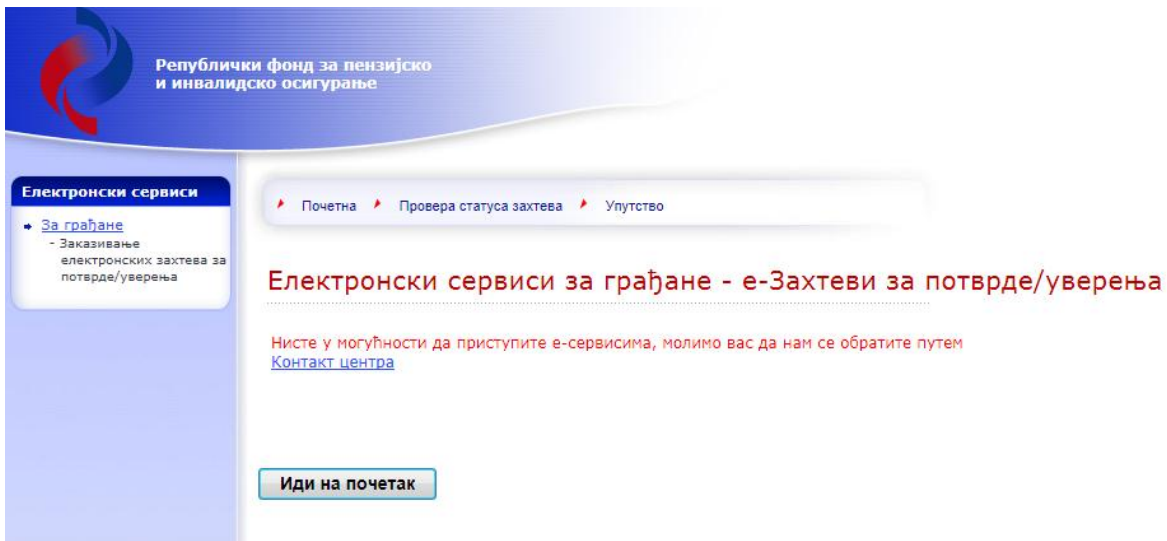 Републички фонд за пензијско
и инвалидско осигурање
Електронски сервиси
За грађане
- Заказивање
електронских захтева за
потврде/уверења
Почетна Провера статуса захтева Упутство
Електронски сервиси за грађане - е-Захтеви за потврде/уверења
Нисте у могућности да приступите е-сервисима, молимо вас да нам се обратите путем
Контакт центра
Иди на почетак